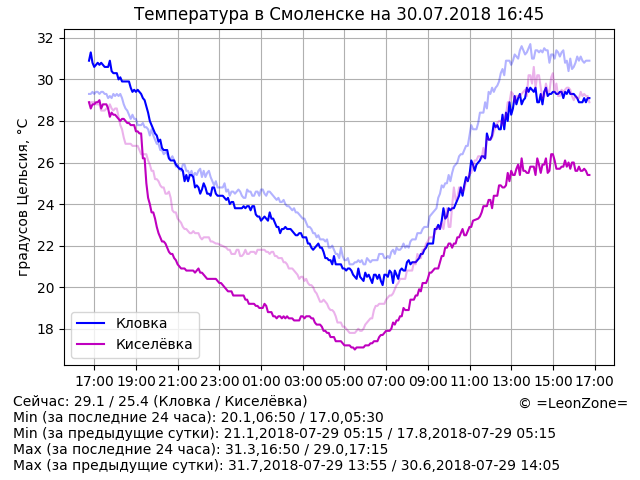 Температура в Смоленске на 30.07.2018 16:45
градусов Цельсия, °C
32
30
28
26
24
22
20
18
Кловка
Киселёвка
17:00 19:00 21:00 23:00 01:00 03:00 05:00 07:00 09:00 11:00 13:00 15:00 17:00
Сейчас: 29.1 / 25.4 (Кловка / Киселёвка)
© =LeonZone=
Min (за последние 24 часа): 20.1,06:50 / 17.0,05:30
Min (за предыдущие сутки): 21.1,2018-07-29 05:15 / 17.8,2018-07-29 05:15
Max (за последние 24 часа): 31.3,16:50 / 29.0,17:15
Max (за предыдущие сутки): 31.7,2018-07-29 13:55 / 30.6,2018-07-29 14:05